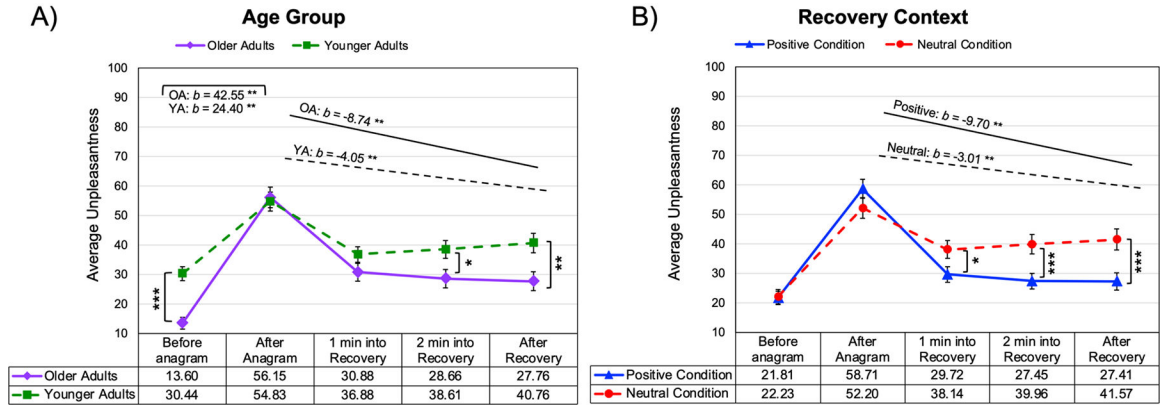 A)
Age Group
Older Adults
Younger Adults
Average Unpleasantness
100
90
80
70
60
50
40
30
20
10
OA: b = 42.55 **
YA: b = 24.40 **
OA: b = -8.74 **
YA: b = -4.05 **
***
*
**
Before anagram
After Anagram
1 min into Recovery
2 min into Recovery
After Recovery
Older Adults 13.60 56.15 30.88 28.66 27.76
Younger Adults 30.44 54.83 36.88 38.61 40.76
B)
Recovery Context
Positive Condition
Neutral Condition
Average Unpleasantness
100
90
80
70
60
50
40
30
20
10
Positive: b = -9.70 **
Neutral: b = -3.01 **
*
***
***
Before anagram
After Anagram
1 min into Recovery
2 min into Recovery
After Recovery
Positive Condition 21.81 58.71 29.72 27.45 27.41
Neutral Condition 22.23 52.20 38.14 39.96 41.57